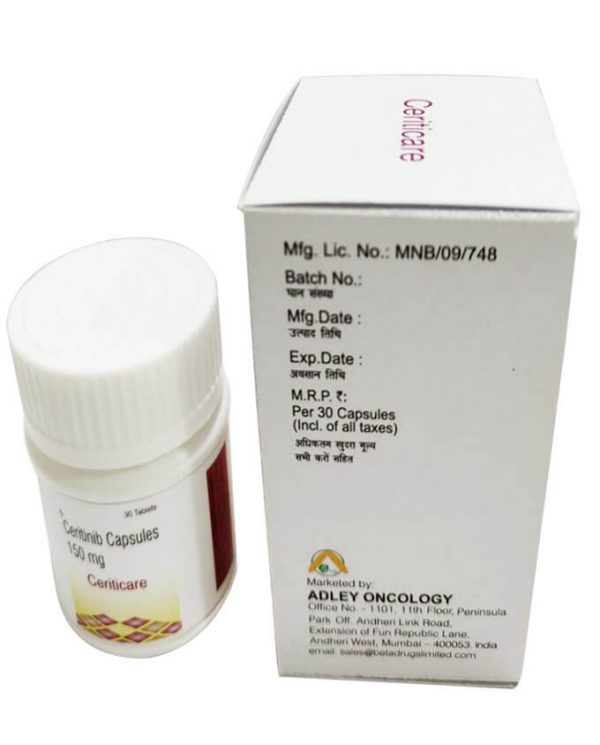 Ceriticare
Mfg. Lic. No.: MNB/09/748
Batch No.:
घान संख्या
Mfg.Date :
उत्पाद तिथि
Exp.Date :
अवसान तिथि
M.R.P. ₹:
Per 30 Capsules
(Incl. of all taxes)
अधिकतम खुदरा मूल्य
सभी करों सहित
Marketed by:
ADLEY ONCOLOGY
Office No. - 1101, 11th Floor, Peninsula
Park Off. Andheri Link Road,
Extension of Fun Republic Lane,
Andheri West, Mumbai – 400053. India
email: sales@betadrugslimited.com
30 Tablets
Ceritinib Capsules
150 mg
Ceriticare